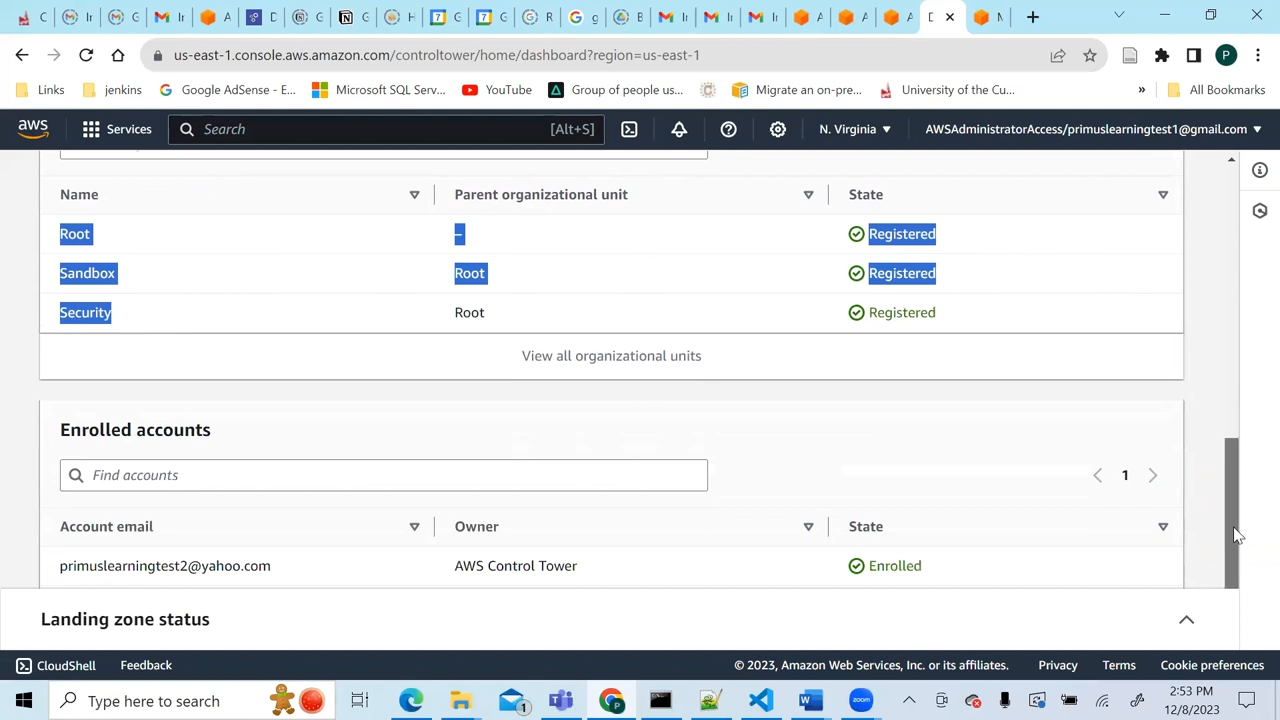 us-east-1.console.aws.amazon.com/controltower/home/dashboard?region=us-east-1
P
Links
jenkins
Google AdSense - E...
Microsoft SQL Serv...
YouTube
Group of people us...
Migrate an on-pre...
University of the Cu...
»
All Bookmarks
aws
Services
Search
[Alt+S]
N. Virginia
AWSAdministratorAccess/primuslearningtest1@gmail.com
Name Parent organizational unit State
Root – Registered
Sandbox Root Registered
Security Root Registered
View all organizational units
Enrolled accounts
Find accounts
1
Account email Owner State
primuslearningtest2@yahoo.com AWS Control Tower Enrolled
Landing zone status
CloudShell Feedback © 2023, Amazon Web Services, Inc. or its affiliates. Privacy Terms Cookie preferences
Type here to search
1
zoom
2:53 PM
12/8/2023